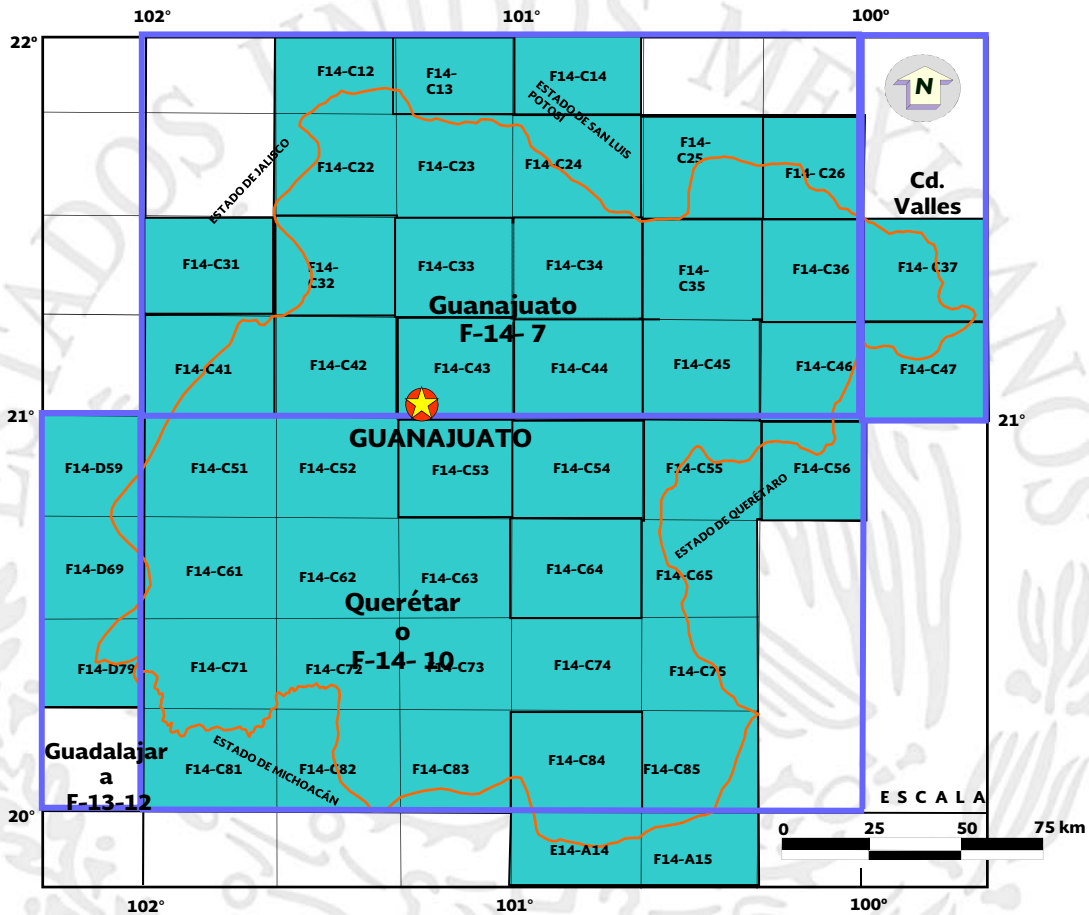 102°
101°
100°
22°
F14-C12
F14-
C13
F14-C14
ESTADO DE SAN LUIS
POTOSI
N
ESTADO DE JALISCO
F14-C22
F14-C23
F14-C24
F14-
C25
F14- C26
Cd.
Valles
F14-C31
F14-
C32
F14-C33
F14-C34
F14-
C35
F14-C36
F14- C37
Guanajuato
F-14- 7
F14-C41
F14-C42
F14-C43
F14-C44
F14-C45
F14-C46
F14-C47
21°
21°
GUANAJUATO
F14-D59
F14-C51
F14-C52
F14-C53
F14-C54
F14-C55
F14-C56
ESTADO DE QUERÉTARO
F14-D69
F14-C61
F14-C62
F14-C63
F14-C64
F14-C65
Querétar
o
F-14- 10
F14-D79
F14-C71
F14-C72
F14-C73
F14-C74
F14-C75
Guadalajar
a
F-13-12
ESTADO DE MICHOACÁN
F14-C81
F14-C82
F14-C83
F14-C84
F14-C85
20°
E S C A L A
0 25 50 75 km
E14-A14
F14-A15
102°
101°
100°
ESTADOS UNIDOS MEXICANOS